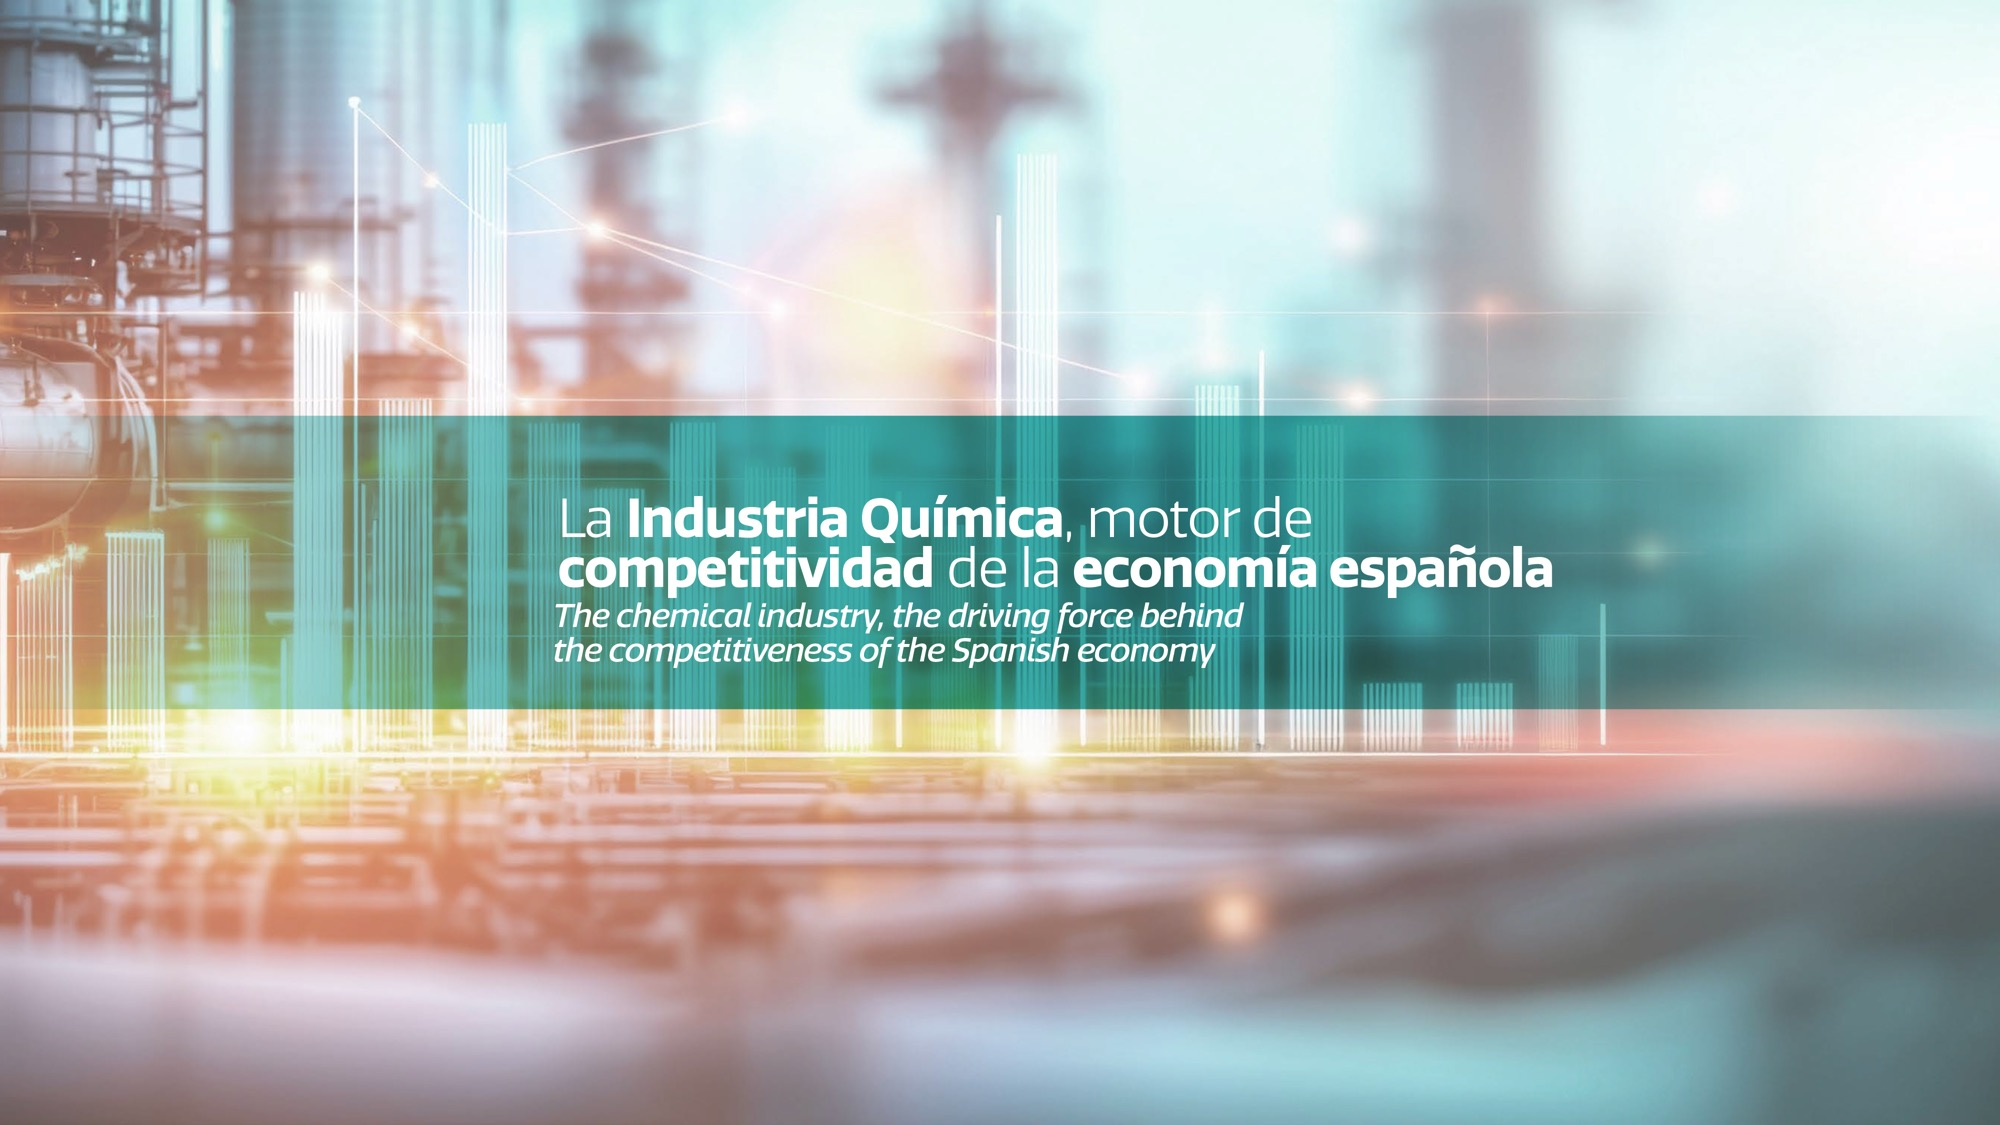 La Industria Química, motor de
competitividad de la economía española
The chemical industry, the driving force behind
the competitiveness of the Spanish economy